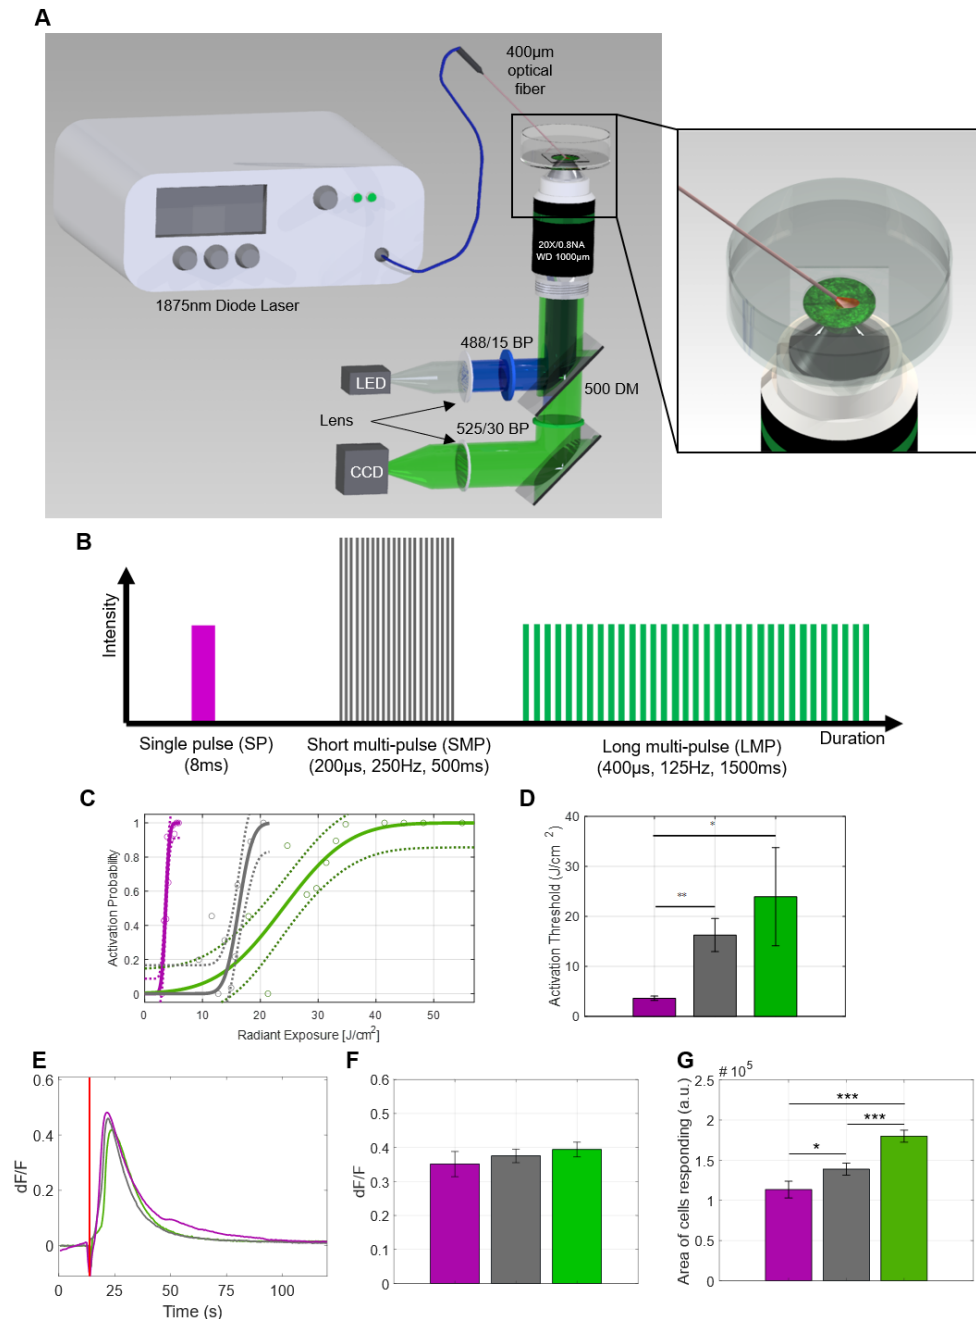 A
400µm
optical
fiber
20X/0.8NA
WD 1000µm
1875nm Diode Laser
488/15 BP
LED
500 DM
Lens
525/30 BP
CCD
B
Intensity
Duration
Single pulse (SP)
(8ms)
Short multi-pulse (SMP)
(200µs, 250Hz, 500ms)
Long multi-pulse (LMP)
(400µs, 125Hz, 1500ms)
C
Activation Probability
1
0.8
0.6
0.4
0.2
0
0 10 20 30 40 50
Radiant Exposure [J/cm²]
D
Activation Threshold (J/cm²)
40
30
20
10
0
*
**
E
dF/F
0.6
0.4
0.2
0
0 25 50 75 100
Time (s)
F
dF/F
0.6
0.5
0.4
0.3
0.2
0.1
0
G
# 10⁵
Area of cells responding (a.u.)
2.5
2
1.5
1
0.5
0
***
***
*